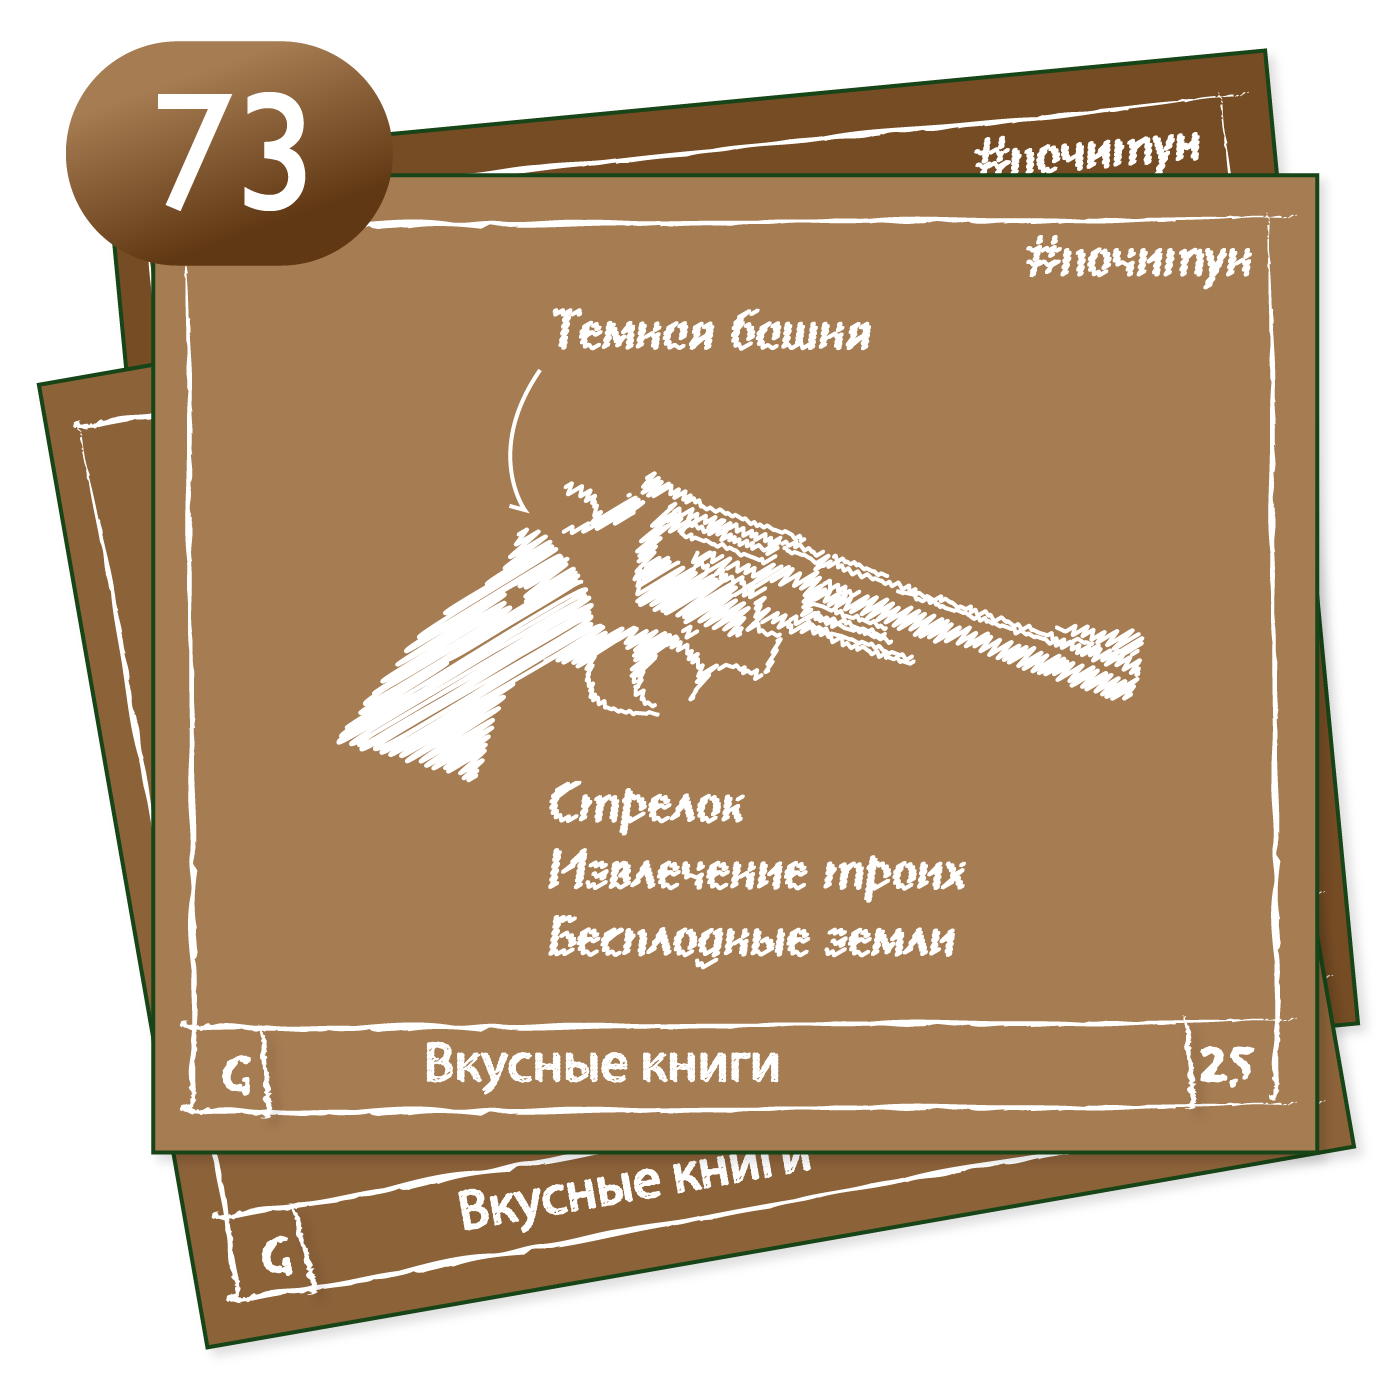 73
#почитун
#почитун
Темная башня
Стрелок
Извлечение троих
Бесплодные земли
G Вкусные книги 25
Вкусные книги
G